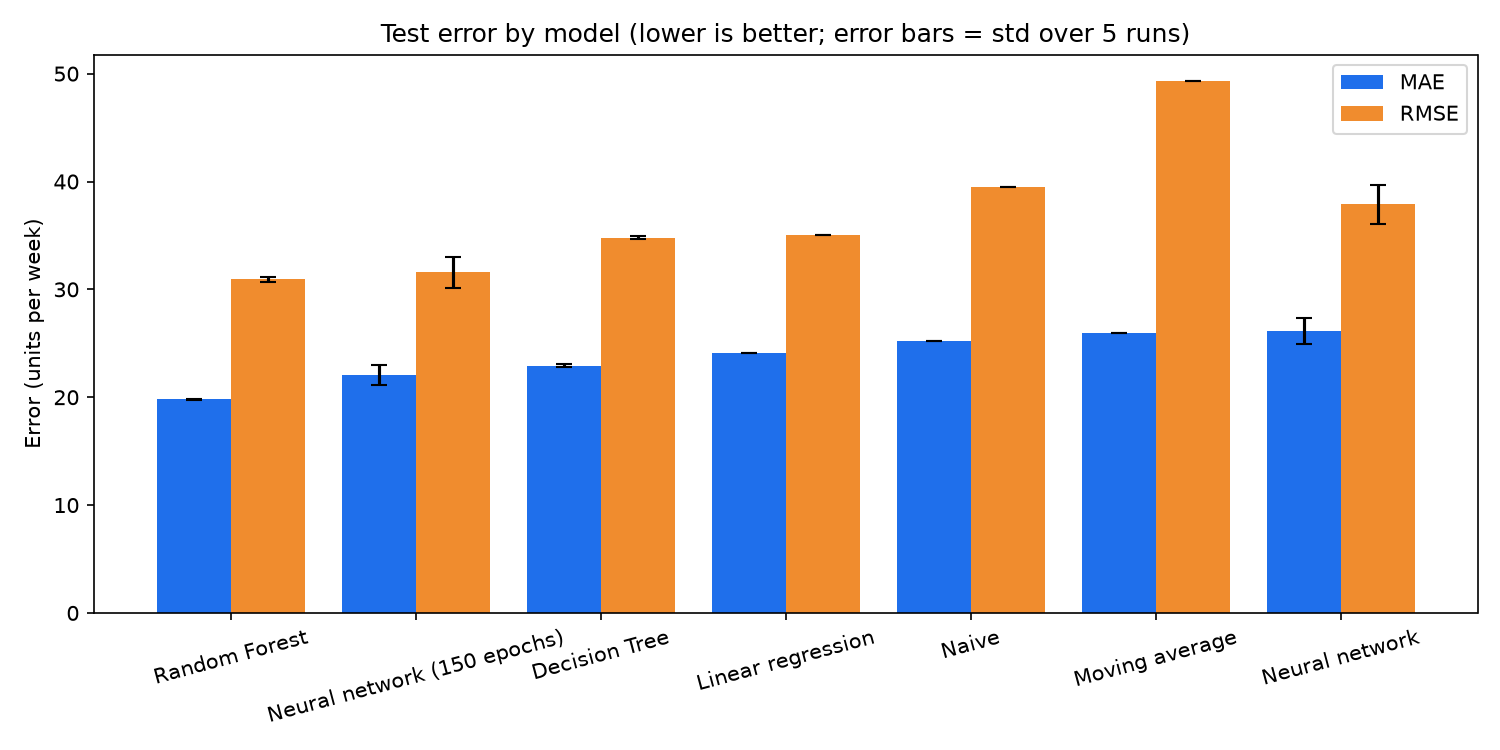 Test error by model (lower is better; error bars = std over 5 runs)
MAE
RMSE
Error (units per week)
50
40
30
20
10
0
Random Forest
Neural network (150 epochs)
Decision Tree
Linear regression
Naive
Moving average
Neural network